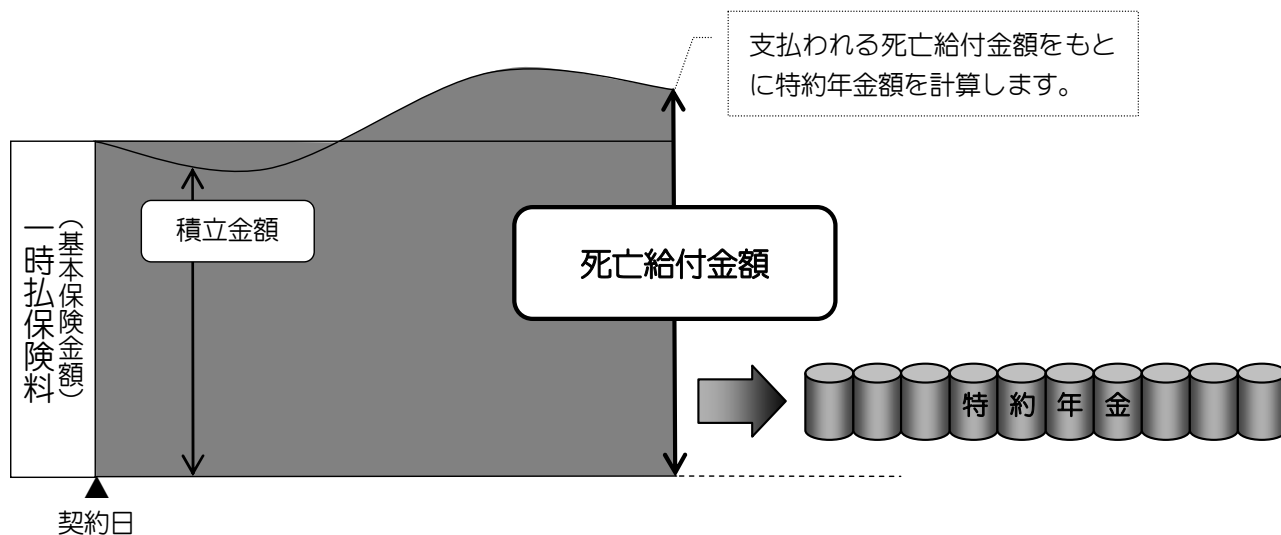 支払われる死亡給付金額をもと
に特約年金額を計算します。
一時払保険料
（基本保険金額）
積立金額
死亡給付金額
特約年金
契約日